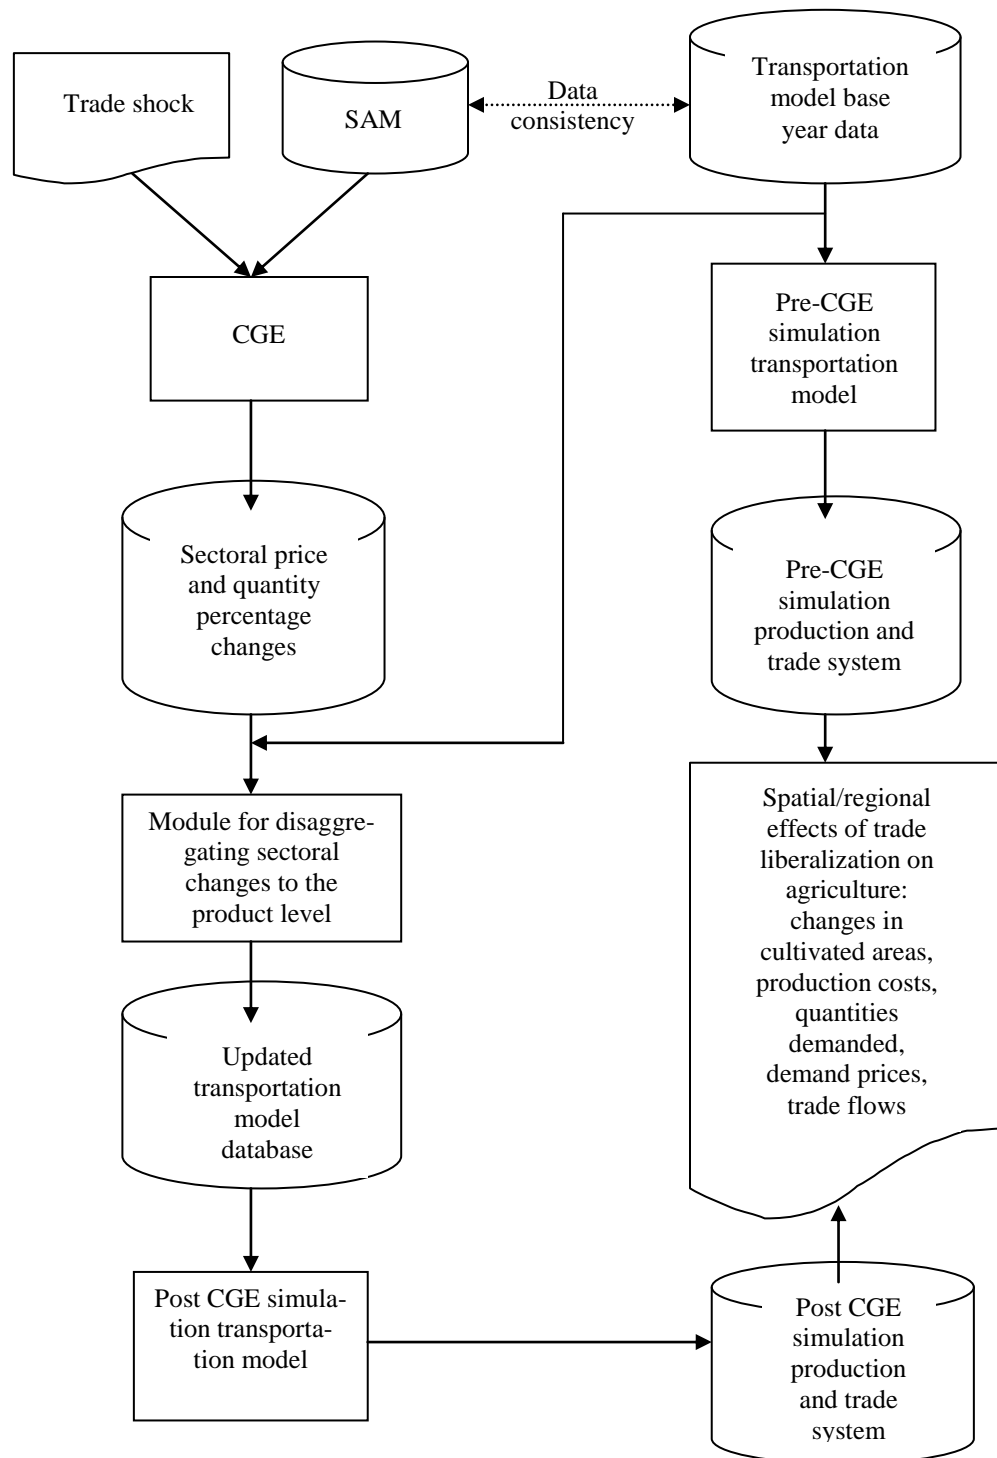 Trade shock
SAM
Data
consistency
Transportation
model base
year data
CGE
Pre-CGE
simulation
transportation
model
Sectoral price
and quantity
percentage
changes
Pre-CGE
simulation
production and
trade system
Module for disaggre-
gating sectoral
changes to the
product level
Spatial/regional
effects of trade
liberalization on
agriculture:
changes in
cultivated areas,
production costs,
quantities
demanded,
demand prices,
trade flows
Updated
transportation
model
database
Post CGE simula-
tion transporta-
tion model
Post CGE
simulation
production
and trade
system